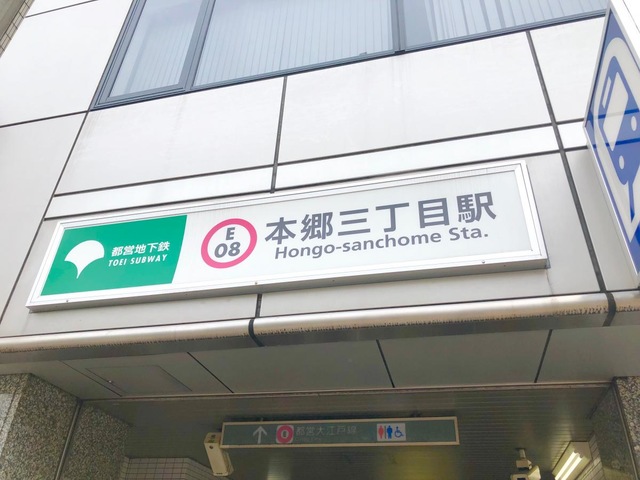 都営地下鉄
TOEI SUBWAY
E
08
本郷三丁目駅
Hongo-sanchome Sta.
都営大江戸線